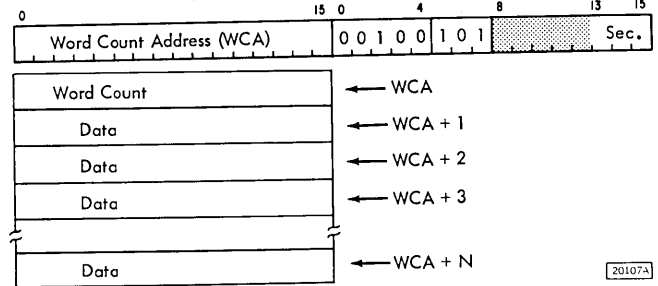 0 15 0 4 8 13 15
Word Count Address (WCA) 0 0 1 0 0 1 0 1 Sec.
Word Count WCA
Data WCA + 1
Data WCA + 2
Data WCA + 3
Data WCA + N
20107A